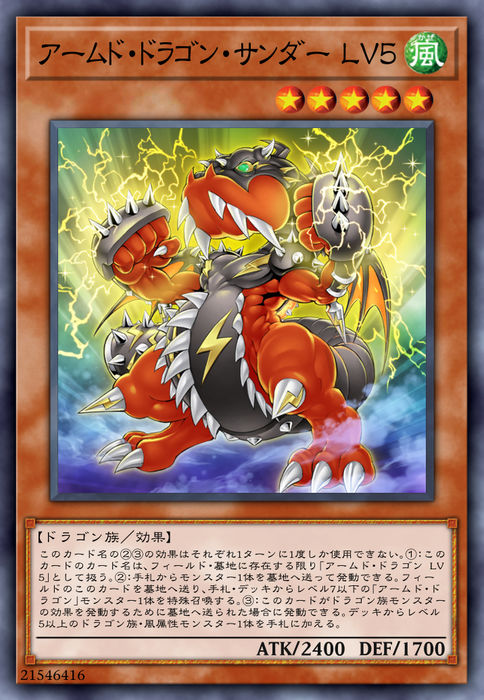 アームド・ドラゴン・サンダー LV5
かぜ
風
【ドラゴン族／効果】
このカード名の②③の効果はそれぞれ1ターンに1度しか使用できない。①：こ
のカードのカード名は、フィールド・墓地に存在する限り「アームド・ドラゴン LV
5」として扱う。②：手札からモンスター1体を墓地へ送って発動できる。フィー
ルドのこのカードを墓地へ送り、手札・デッキからレベル7以下の「アームド・ドラ
ゴン」モンスター1体を特殊召喚する。③：このカードがドラゴン族モンスター
の効果を発動するために墓地へ送られた場合に発動できる。デッキからレベル
5以上のドラゴン族・風属性モンスター1体を手札に加える。
ATK/2400 DEF/1700
21546416